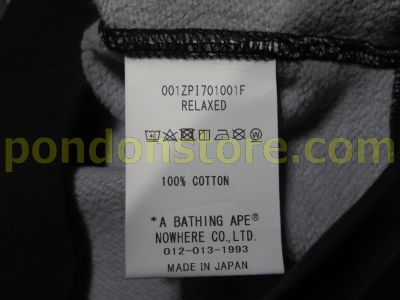 001ZPI701001F
RELAXED
pondonstore.com
100% COTTON
*A BATHING APE®
NOWHERE CO.,LTD.
012-013-1993
MADE IN JAPAN